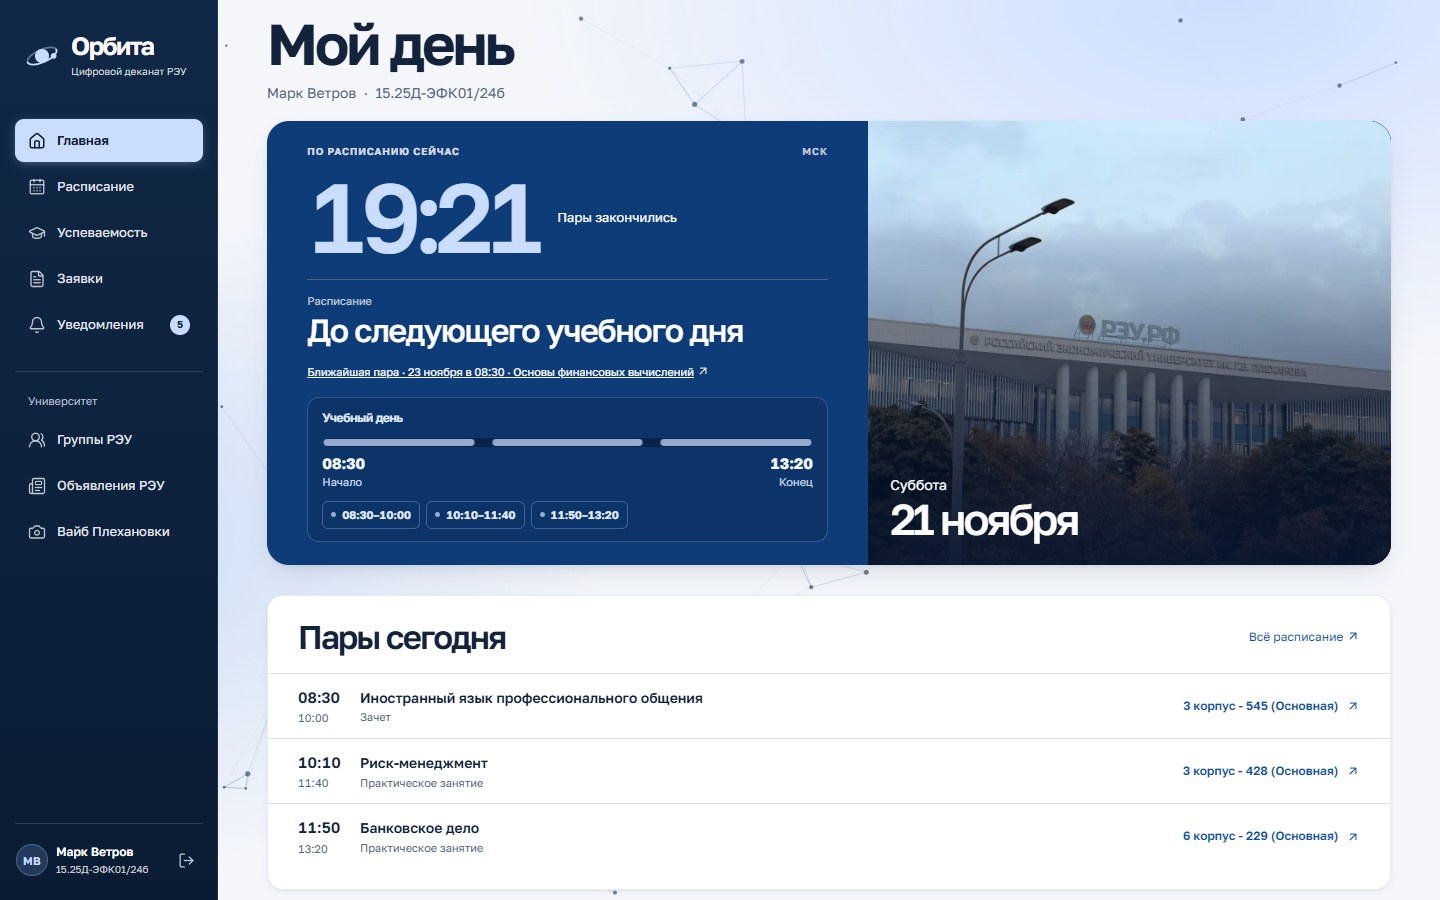 Орбита
Цифровой деканат РЭУ
Главная
Расписание
Успеваемость
Заявки
Уведомления
5
Университет
Группы РЭУ
Объявления РЭУ
Вайб Плехановки
МВ
Марк Ветров
15.25Д-ЭФК01/24б
Мой день
Марк Ветров · 15.25Д-ЭФК01/24б
ПО РАСПИСАНИЮ СЕЙЧАС
МСК
19:21
Пары закончились
Расписание
До следующего учебного дня
Ближайшая пара · 23 ноября в 08:30 · Основы финансовых вычислений
Учебный день
08:30
13:20
Начало
Конец
08:30–10:00
10:10–11:40
11:50–13:20
РЭУ.РФ
РОССИЙСКИЙ ЭКОНОМИЧЕСКИЙ УНИВЕРСИТЕТ ИМ. Г.В. ПЛЕХАНОВА
Суббота
21 ноября
Пары сегодня
Всё расписание
08:30
Иностранный язык профессионального общения
3 корпус - 545 (Основная)
10:00
Зачет
10:10
Риск-менеджмент
3 корпус - 428 (Основная)
11:40
Практическое занятие
11:50
Банковское дело
6 корпус - 229 (Основная)
13:20
Практическое занятие